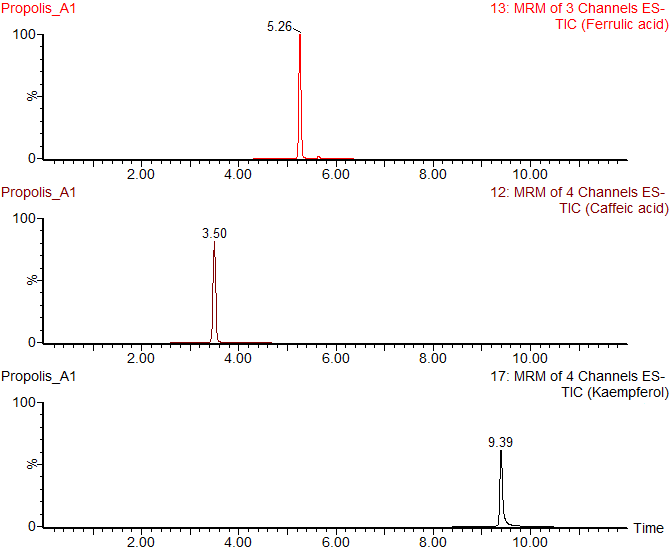 Propolis_A1
13: MRM of 3 Channels ES-
TIC (Ferrulic acid)
100
5.26
%
0
2.00 4.00 6.00 8.00 10.00
Propolis_A1
12: MRM of 4 Channels ES-
TIC (Caffeic acid)
100
3.50
%
0
2.00 4.00 6.00 8.00 10.00
Propolis_A1
17: MRM of 4 Channels ES-
TIC (Kaempferol)
100
9.39
%
0
Time
2.00 4.00 6.00 8.00 10.00